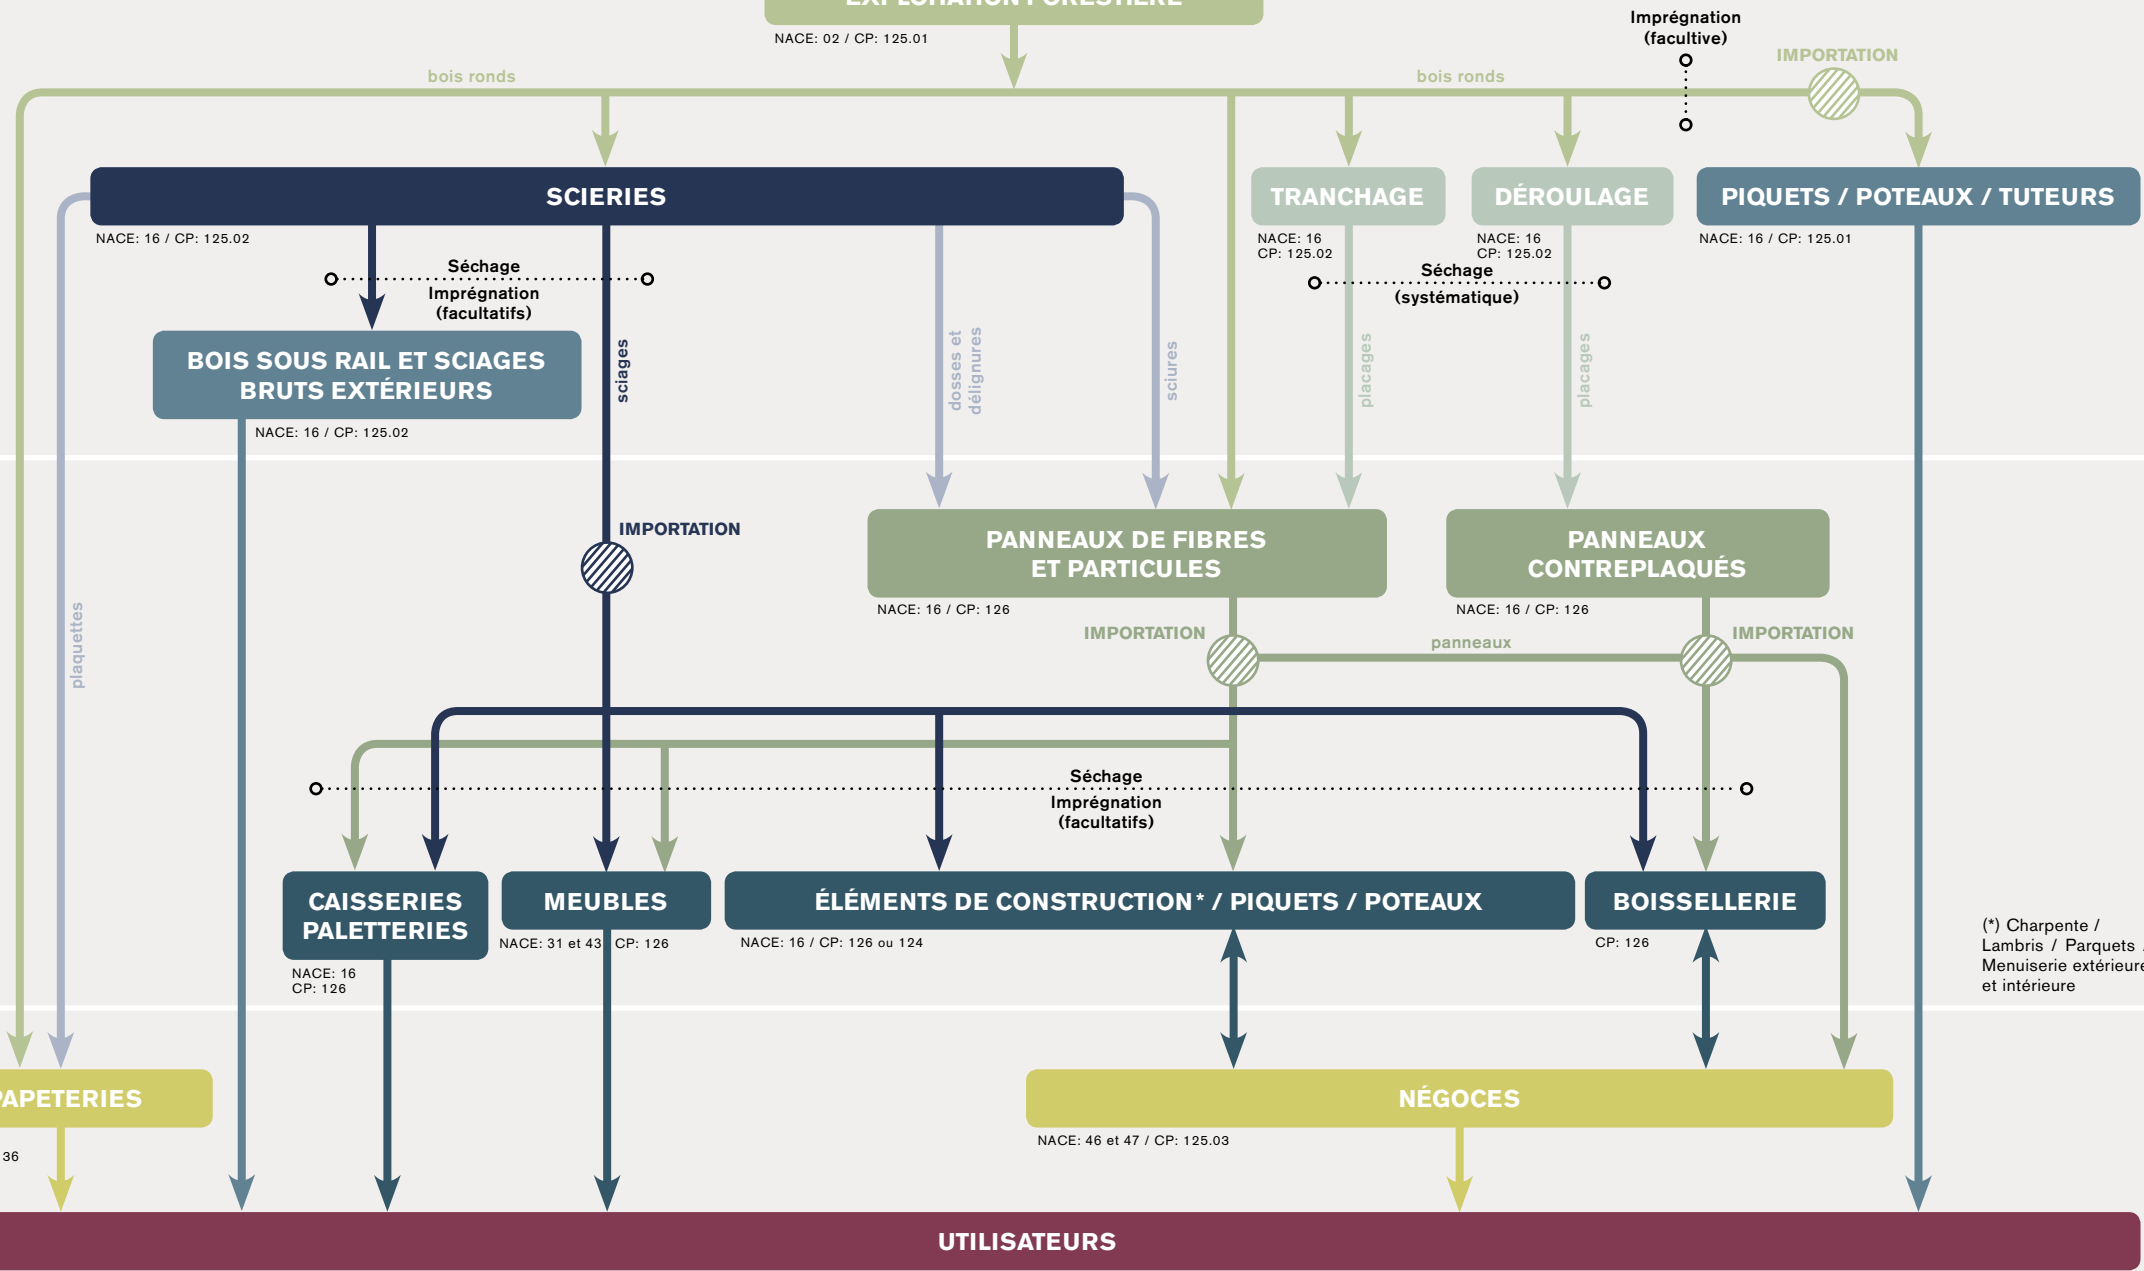 EXPLOITATION FORESTIÈRE
NACE: 02 / CP: 125.01
Imprégnation
(facultive)
IMPORTATION
bois ronds
bois ronds
SCIERIES
TRANCHAGE
DÉROULAGE
PIQUETS / POTEAUX / TUTEURS
NACE: 16 / CP: 125.02
NACE: 16
CP: 125.02
NACE: 16
CP: 125.02
NACE: 16 / CP: 125.01
Séchage
Imprégnation
(facultatifs)
Séchage
(systématique)
BOIS SOUS RAIL ET SCIAGES
BRUTS EXTÉRIEURS
NACE: 16 / CP: 125.02
sciages
dosses et
délignures
sciures
placages
placages
IMPORTATION
PANNEAUX DE FIBRES
ET PARTICULES
PANNEAUX
CONTREPLAQUÉS
NACE: 16 / CP: 126
NACE: 16 / CP: 126
plaquettes
IMPORTATION
panneaux
IMPORTATION
Séchage
Imprégnation
(facultatifs)
CAISSERIES
PALETTERIES
MEUBLES
ÉLÉMENTS DE CONSTRUCTION* / PIQUETS / POTEAUX
BOISSELLERIE
NACE: 16
CP: 126
NACE: 31 et 43 CP: 126
NACE: 16 / CP: 126 ou 124
CP: 126
(*) Charpente /
Lambris / Parquets /
Menuiserie extérieure
et intérieure
PAPETERIES
NÉGOCES
36
NACE: 46 et 47 / CP: 125.03
UTILISATEURS